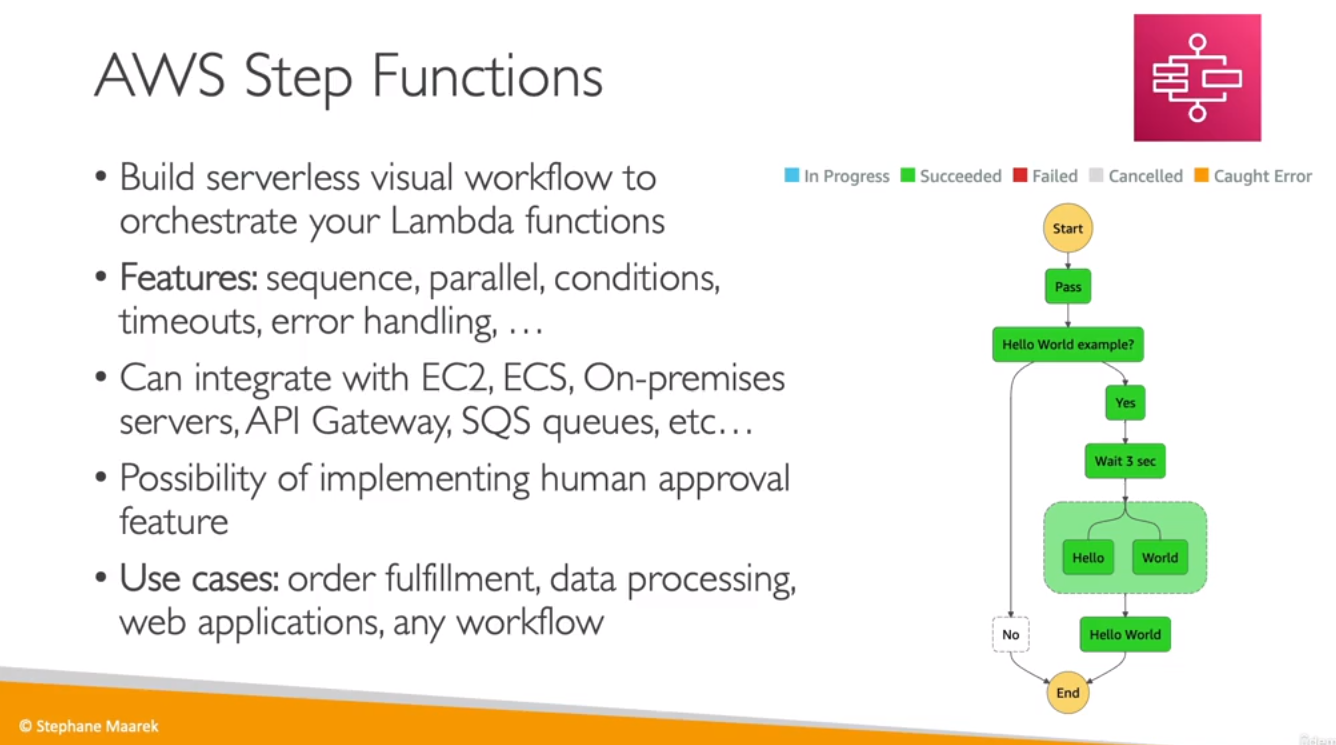 AWS Step Functions
• Build serverless visual workflow to
orchestrate your Lambda functions
• Features: sequence, parallel, conditions,
timeouts, error handling, …
• Can integrate with EC2, ECS, On-premises
servers, API Gateway, SQS queues, etc…
• Possibility of implementing human approval
feature
• Use cases: order fulfillment, data processing,
web applications, any workflow
In Progress Succeeded Failed Cancelled Caught Error
Start
Pass
Hello World example?
Yes
Wait 3 sec
Hello World
No Hello World
End
© Stephane Maarek